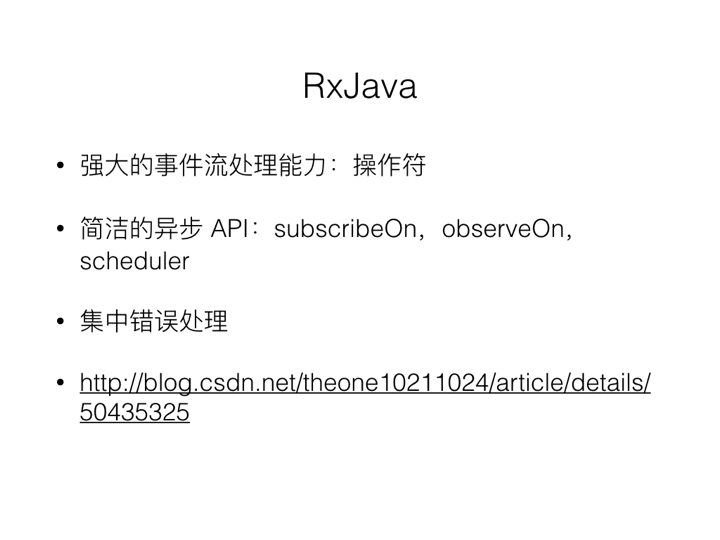 RxJava
• 强大的事件流处理能力：操作符
• 简洁的异步 API：subscribeOn，observeOn，
scheduler
• 集中错误处理
• http://blog.csdn.net/theone10211024/article/details/
50435325